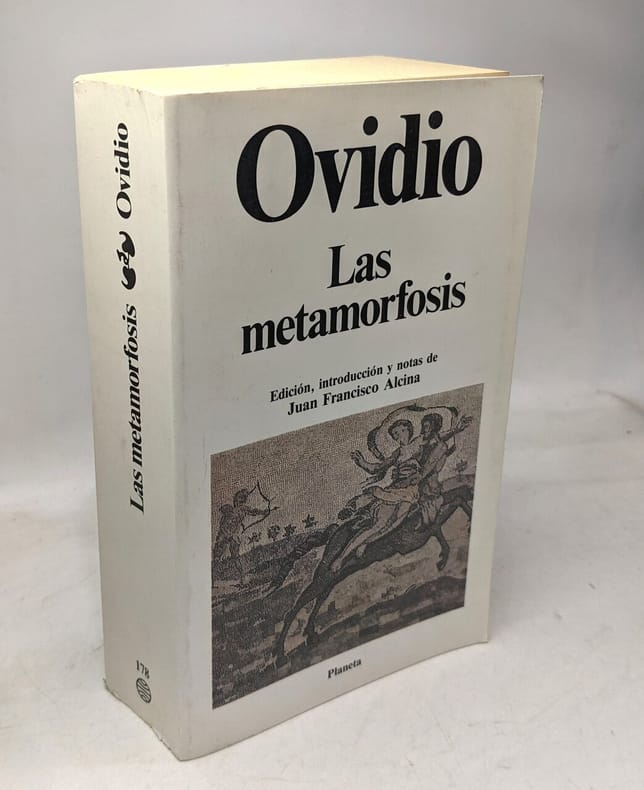 Ovidio
Las
metamorfosis
Edición, introducción y notas de
Juan Francisco Alcina
Planeta
Las metamorfosis Ovidio
178